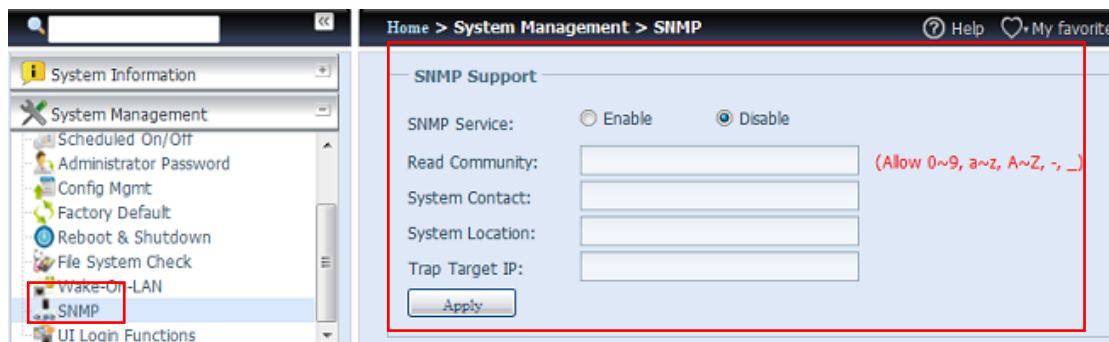 Home > System Management > SNMP
Help
My favorite
System Information
System Management
Scheduled On/Off
Administrator Password
Config Mgmt
Factory Default
Reboot & Shutdown
File System Check
Wake-On-LAN
SNMP
UI Login Functions
SNMP Support
SNMP Service: Enable Disable
Read Community: (Allow 0~9, a~z, A~Z, -, _)
System Contact:
System Location:
Trap Target IP:
Apply